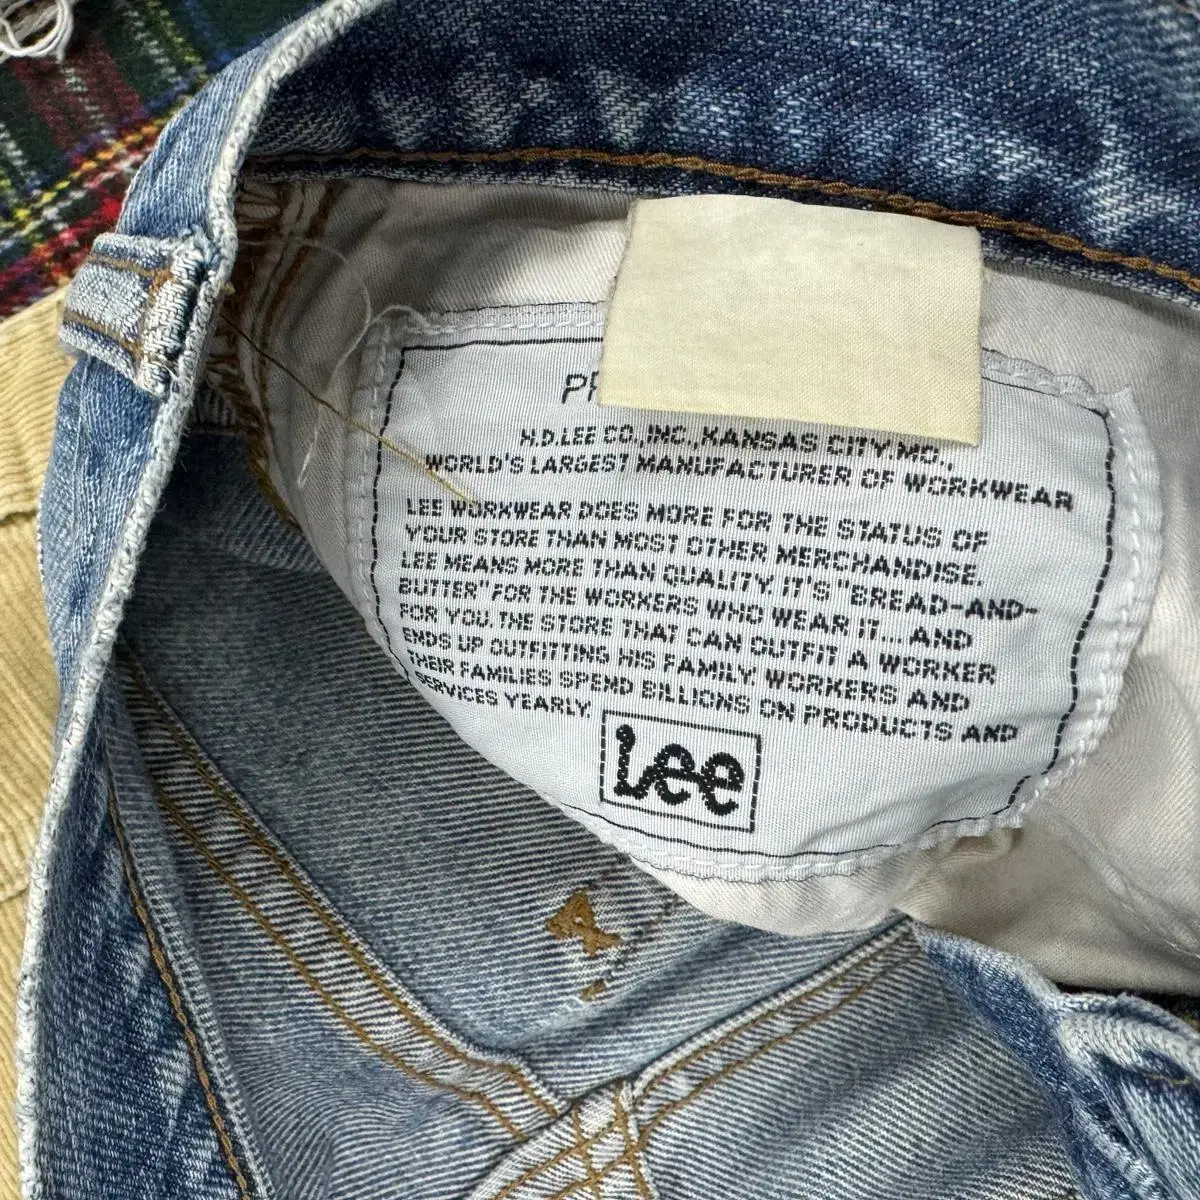 H.D. LEE CO., INC., KANSAS CITY, MO.,
WORLD'S LARGEST MANUFACTURER OF WORKWEAR
LEE WORKWEAR DOES MORE FOR THE STATUS OF
YOUR STORE THAN MOST OTHER MERCHANDISE.
LEE MEANS MORE THAN QUALITY. IT'S "BREAD-AND-
BUTTER" FOR THE WORKERS WHO WEAR IT...AND
FOR YOU. THE STORE THAT CAN OUTFIT A WORKER
ENDS UP OUTFITTING HIS FAMILY. WORKERS AND
THEIR FAMILIES SPEND BILLIONS ON PRODUCTS AND
SERVICES YEARLY.
Lee